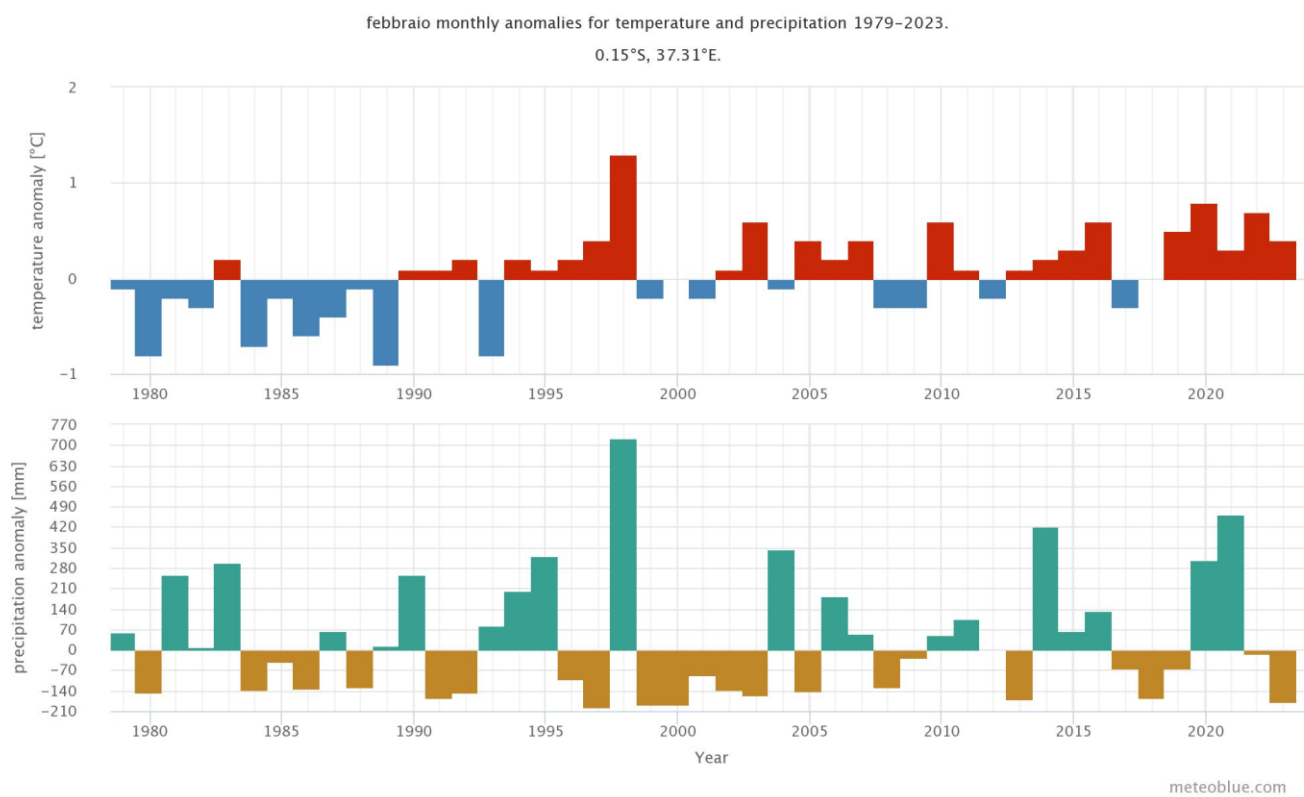 febbraio monthly anomalies for temperature and precipitation 1979–2023.
0.15°S, 37.31°E.
temperature anomaly [°C]
2
1
0
−1
1980 1985 1990 1995 2000 2005 2010 2015 2020
precipitation anomaly [mm]
770
700
630
560
490
420
350
280
210
140
70
0
−70
−140
−210
1980 1985 1990 1995 2000 2005 2010 2015 2020
Year
meteoblue.com